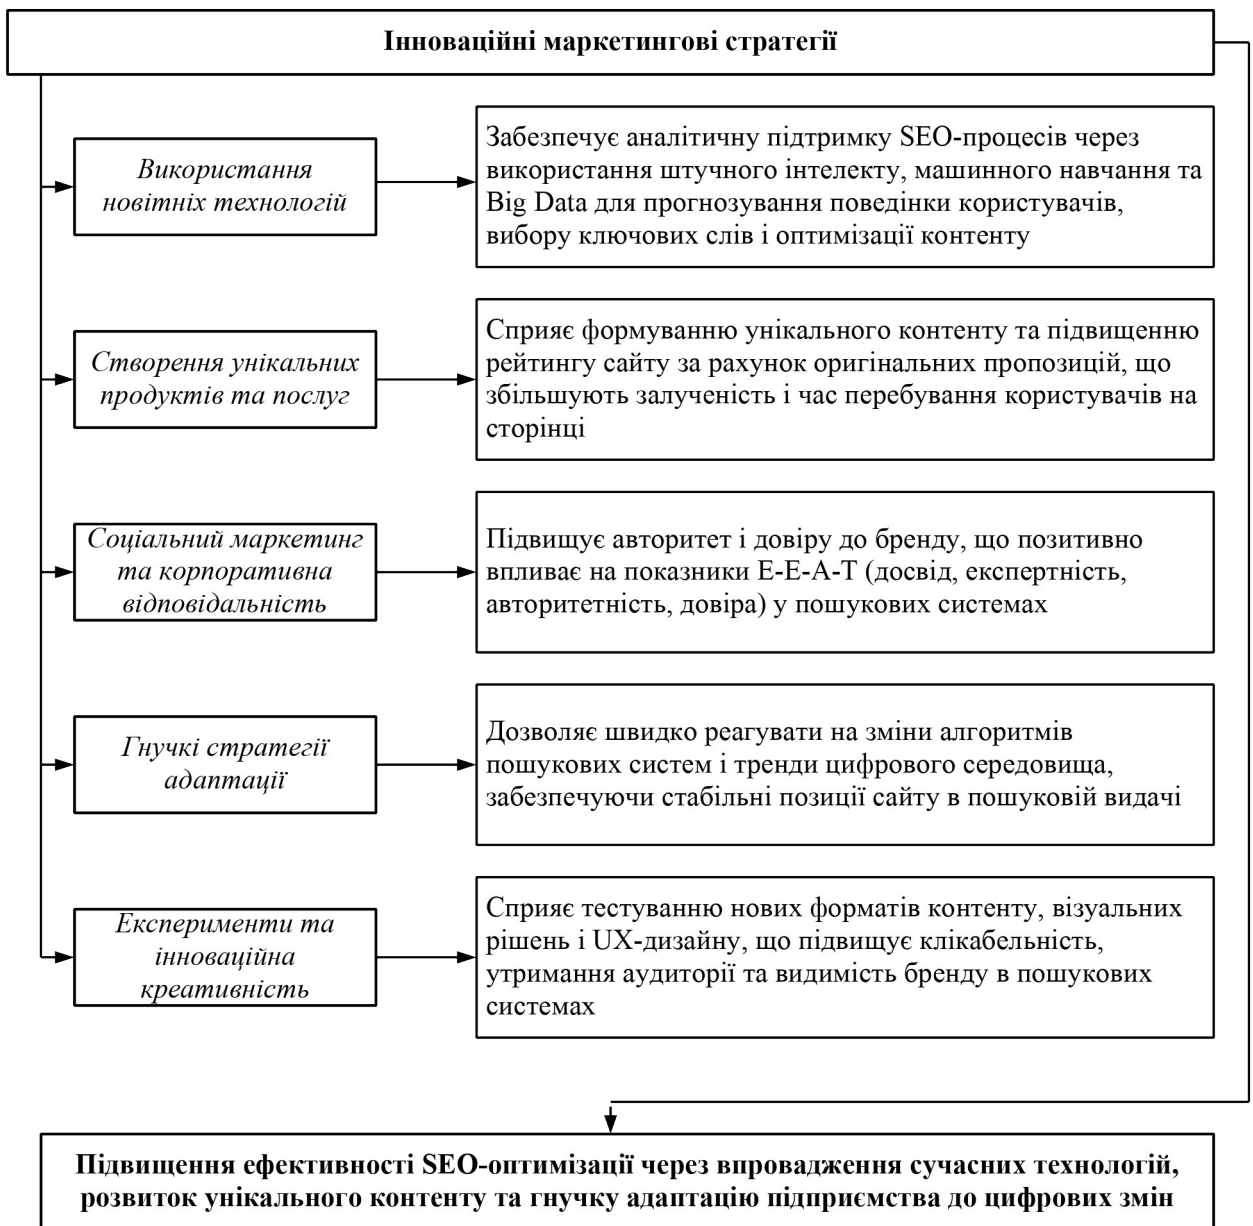 Інноваційні маркетингові стратегії
Використання
новітніх технологій
Забезпечує аналітичну підтримку SEO-процесів через
використання штучного інтелекту, машинного навчання та
Big Data для прогнозування поведінки користувачів,
вибору ключових слів і оптимізації контенту
Створення унікальних
продуктів та послуг
Сприяє формуванню унікального контенту та підвищенню
рейтингу сайту за рахунок оригінальних пропозицій, що
збільшують залученість і час перебування користувачів на
сторінці
Соціальний маркетинг
та корпоративна
відповідальність
Підвищує авторитет і довіру до бренду, що позитивно
впливає на показники E-E-A-T (досвід, експертність,
авторитетність, довіра) у пошукових системах
Гнучкі стратегії
адаптації
Дозволяє швидко реагувати на зміни алгоритмів
пошукових систем і тренди цифрового середовища,
забезпечуючи стабільні позиції сайту в пошуковій видачі
Експерименти та
інноваційна
креативність
Сприяє тестуванню нових форматів контенту, візуальних
рішень і UX-дизайну, що підвищує клікабельність,
утримання аудиторії та видимість бренду в пошукових
системах
Підвищення ефективності SEO-оптимізації через впровадження сучасних технологій,
розвиток унікального контенту та гнучку адаптацію підприємства до цифрових змін